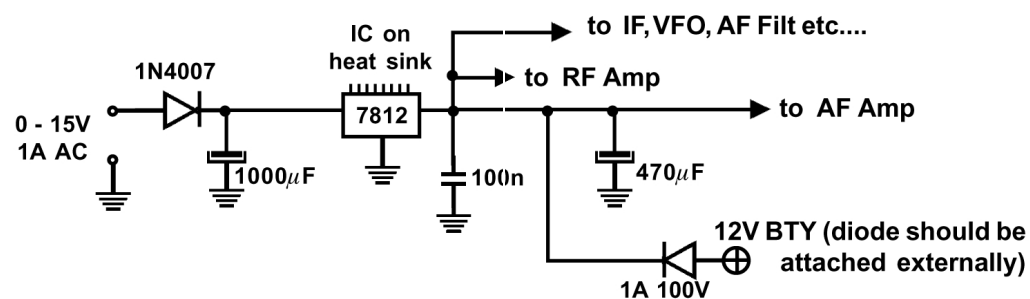 to IF, VFO, AF Filt etc....
IC on
heat sink
1N4007
to RF Amp
7812
to AF Amp
0 - 15V
1A AC
1000μF
100n
470μF
12V BTY (diode should be
attached externally)
1A 100V